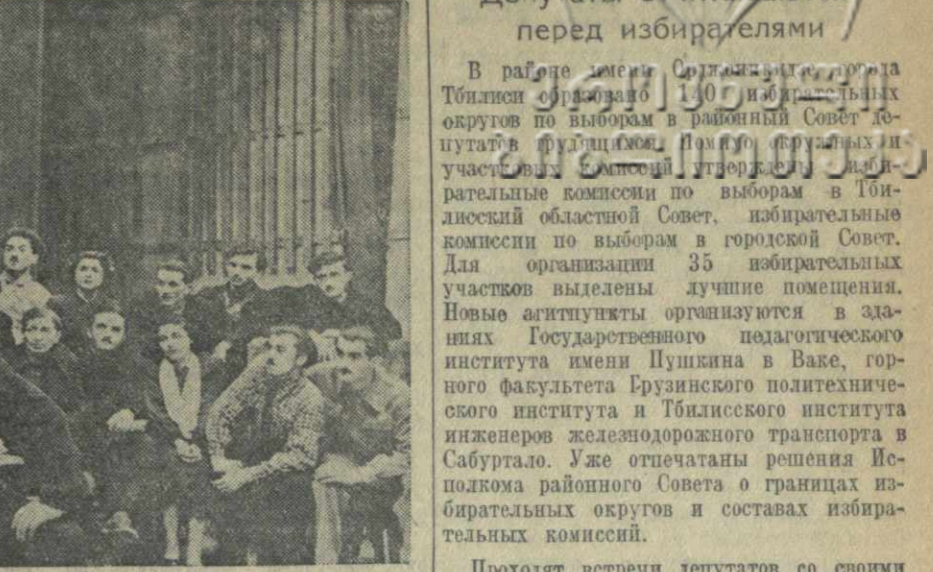 перед избирателями
В районе имени Орджоникидзе города
Тбилиси образовано 140 избирательных
округов по выборам в районный Совет де-
путатов трудящихся. Помимо окружных и
участковых комиссий утверждены изби-
рательные комиссии по выборам в Тби-
лисский областной Совет, избирательные
комиссии по выборам в городской Совет.
Для организации 35 избирательных
участков выделены лучшие помещения.
Новые агитпункты организуются в зда-
ниях Государственного педагогического
института имени Пушкина в Ваке, гор-
ного факультета Грузинского политехниче-
ского института и Тбилисского института
инженеров железнодорожного транспорта в
Сабуртало. Уже отпечатаны решения Ис-
полкома районного Совета о границах из-
бирательных округов и составах избира-
тельных комиссий.
Проходят встречи депутатов со своими